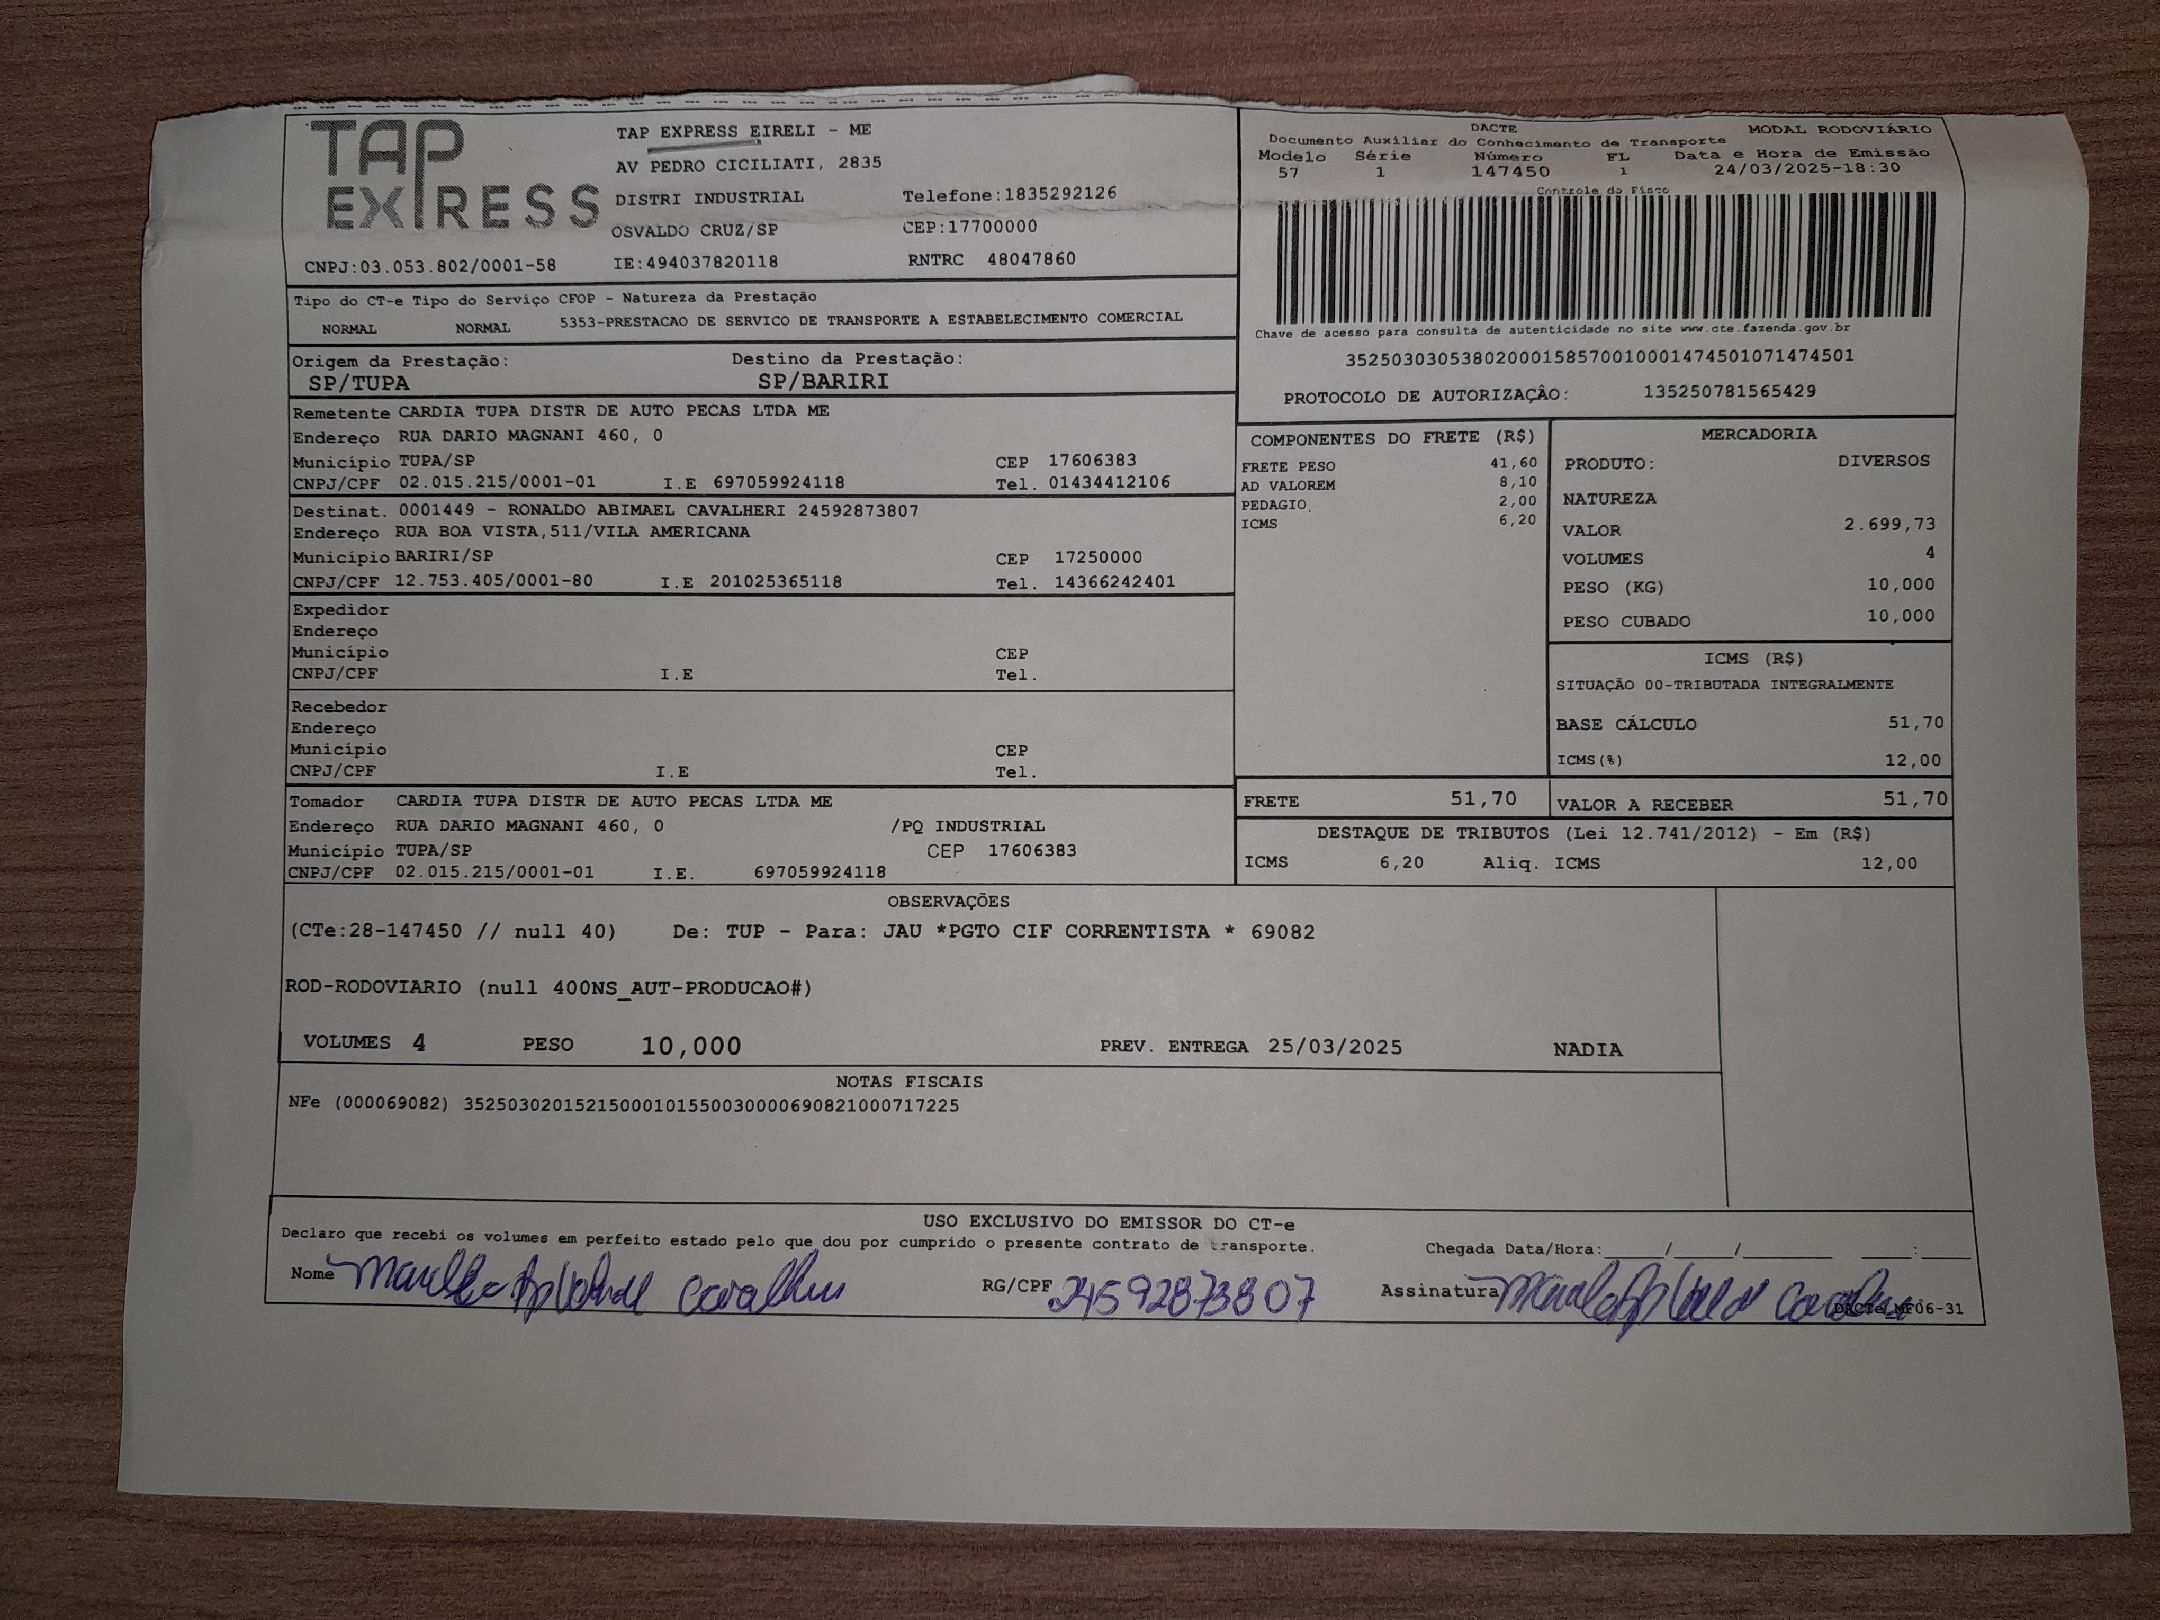 TAP EXPRESS
TAP EXPRESS EIRELI - ME
AV PEDRO CICILIATI, 2835
DISTRI INDUSTRIAL Telefone:1835292126
OSVALDO CRUZ/SP CEP:17700000
CNPJ:03.053.802/0001-58 IE:494037820118 RNTRC 48047860
DACTE MODAL RODOVIÁRIO
Documento Auxiliar do Conhecimento de Transporte
Modelo Série Número FL Data e Hora de Emissão
57 1 147450 1 24/03/2025-18:30
Controle do Fisco
Chave de acesso para consulta de autenticidade no site www.cte.fazenda.gov.br
35250303053802000158570010001474501071474501
PROTOCOLO DE AUTORIZAÇÂO: 135250781565429
Tipo do CT-e Tipo do Serviço CFOP - Natureza da Prestação
NORMAL NORMAL 5353-PRESTACAO DE SERVICO DE TRANSPORTE A ESTABELECIMENTO COMERCIAL
Origem da Prestação: Destino da Prestação:
SP/TUPA SP/BARIRI
Remetente CARDIA TUPA DISTR DE AUTO PECAS LTDA ME
Endereço RUA DARIO MAGNANI 460, 0
Município TUPA/SP CEP 17606383
CNPJ/CPF 02.015.215/0001-01 I.E 697059924118 Tel. 01434412106
Destinat. 0001449 - RONALDO ABIMAEL CAVALHERI 24592873807
Endereço RUA BOA VISTA,511/VILA AMERICANA
Município BARIRI/SP CEP 17250000
CNPJ/CPF 12.753.405/0001-80 I.E 201025365118 Tel. 14366242401
Expedidor
Endereço
Município CEP
CNPJ/CPF I.E Tel.
Recebedor
Endereço
Município CEP
CNPJ/CPF I.E Tel.
Tomador CARDIA TUPA DISTR DE AUTO PECAS LTDA ME
Endereço RUA DARIO MAGNANI 460, 0 /PQ INDUSTRIAL
Município TUPA/SP CEP 17606383
CNPJ/CPF 02.015.215/0001-01 I.E. 697059924118
COMPONENTES DO FRETE (R$)
FRETE PESO 41,60
AD VALOREM 8,10
PEDAGIO 2,00
ICMS 6,20
MERCADORIA
PRODUTO: DIVERSOS
NATUREZA
VALOR 2.699,73
VOLUMES 4
PESO (KG) 10,000
PESO CUBADO 10,000
ICMS (R$)
SITUAÇÃO 00-TRIBUTADA INTEGRALMENTE
BASE CÁLCULO 51,70
ICMS(%) 12,00
FRETE 51,70 VALOR A RECEBER 51,70
DESTAQUE DE TRIBUTOS (Lei 12.741/2012) - Em (R$)
ICMS 6,20 Aliq. ICMS 12,00
OBSERVAÇÕES
(CTe:28-147450 // null 40) De: TUP - Para: JAU *PGTO CIF CORRENTISTA * 69082
ROD-RODOVIARIO (null 400NS_AUT-PRODUCAO#)
VOLUMES 4 PESO 10,000 PREV. ENTREGA 25/03/2025 NADIA
NOTAS FISCAIS
NFe (000069082) 35250302015215000101550030000690821000717225
USO EXCLUSIVO DO EMISSOR DO CT-e
Declaro que recebi os volumes em perfeito estado pelo que dou por cumprido o presente contrato de transporte. Chegada Data/Hora:____/____/______ ___:___
Nome RG/CPF 24592873807 Assinatura
DACTe_MF06-31